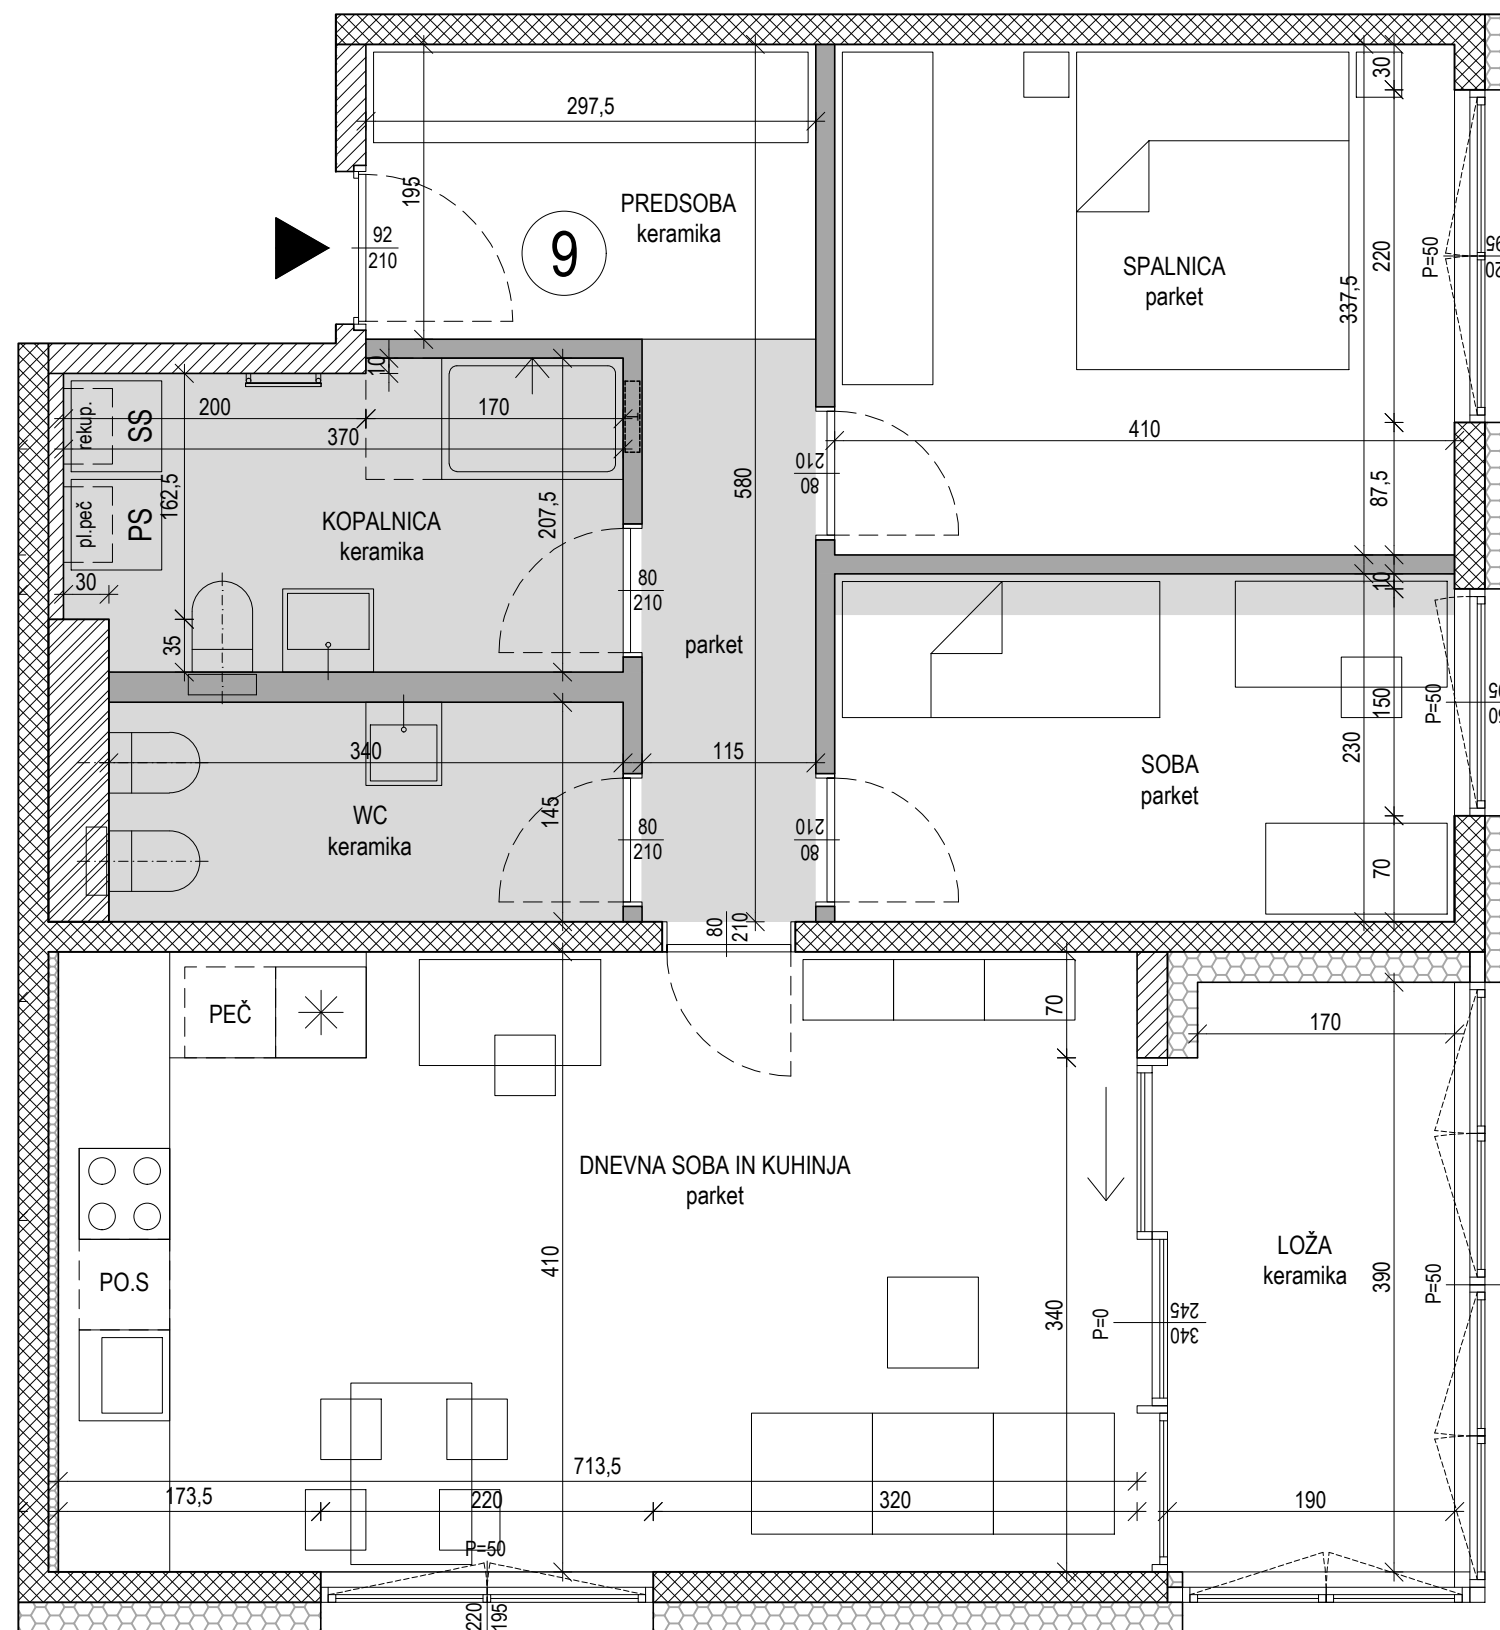 297,5
195
PREDSOBA
keramika
92
210
9
30
SPALNICA
parket
337,5
220
P=50
10
200
170
370
rekup.
SS
pl.peč
PS
162,5
KOPALNICA
keramika
207,5
580
80
210
410
87,5
30
35
80
210
parket
10
150
P=50
230
SOBA
parket
340
115
WC
keramika
145
80
210
80
210
70
80
210
PEČ
70
170
DNEVNA SOBA IN KUHINJA
parket
410
PO.S
340
P=0
245
340
LOŽA
keramika
390
P=50
713,5
173,5
220
320
190
P=50
220
195